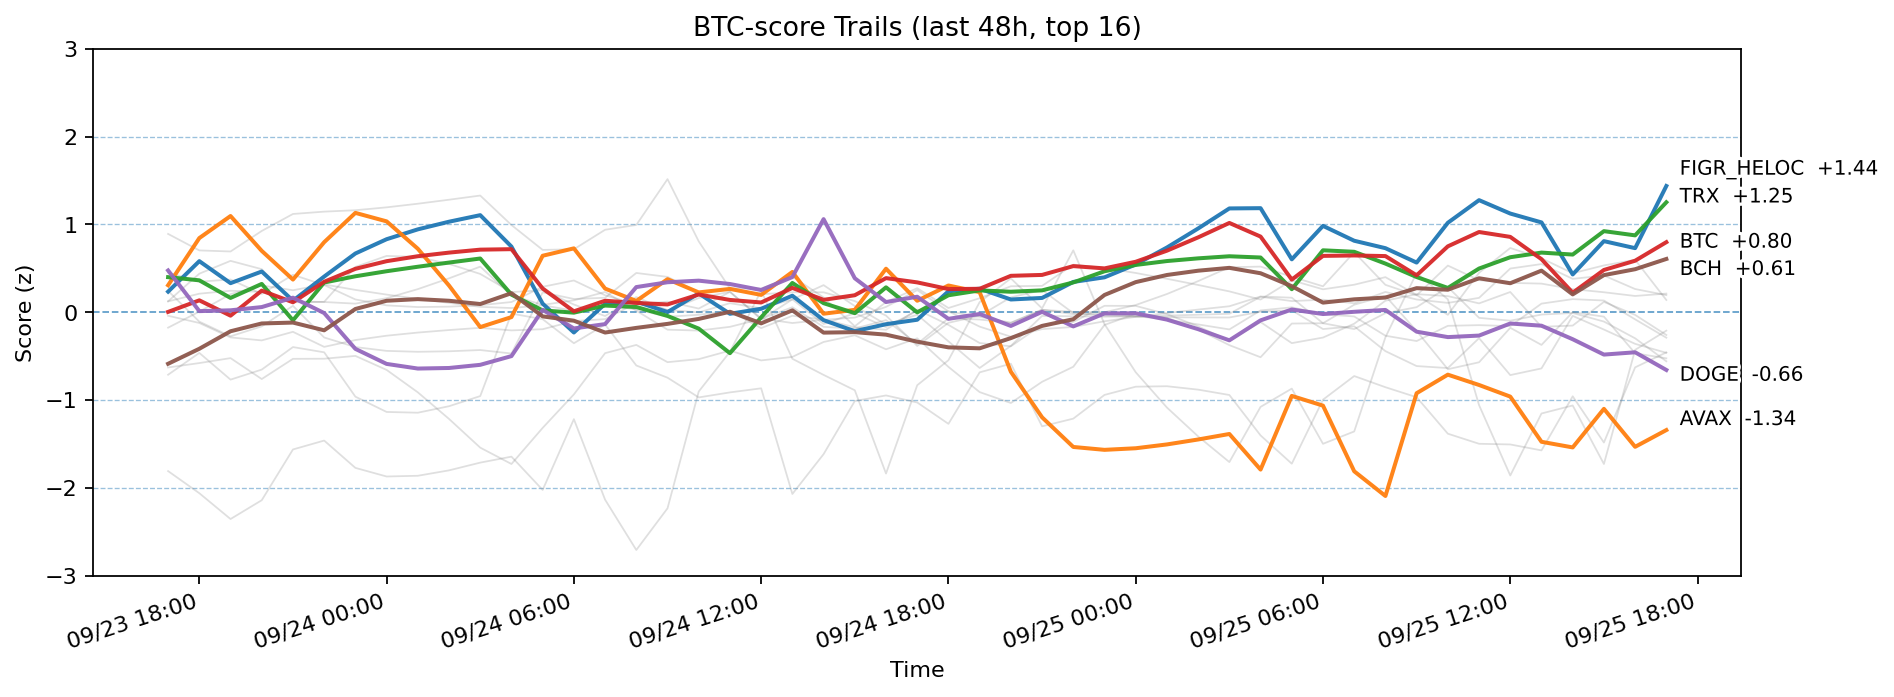 BTC-score Trails (last 48h, top 16)
Score (z)
3
2
1
0
−1
−2
−3
FIGR_HELOC +1.44
TRX +1.25
BTC +0.80
BCH +0.61
DOGE -0.66
AVAX -1.34
09/23 18:00
09/24 00:00
09/24 06:00
09/24 12:00
09/24 18:00
09/25 00:00
09/25 06:00
09/25 12:00
09/25 18:00
Time